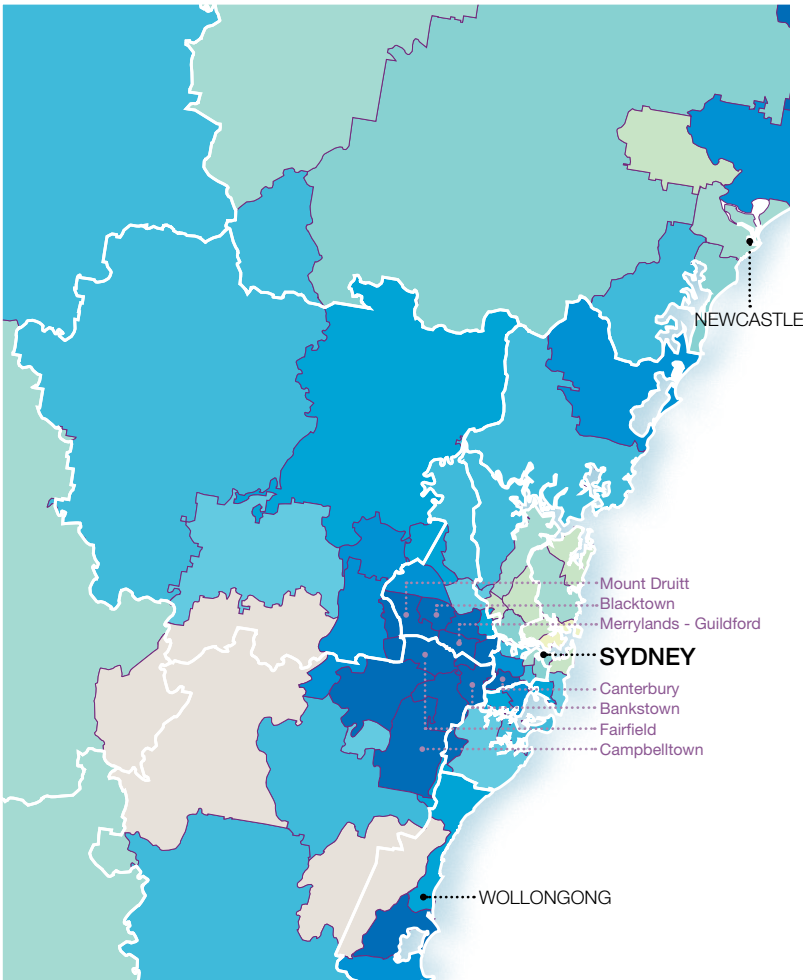 NEWCASTLE
Mount Druitt
Blacktown
Merrylands - Guildford
SYDNEY
Canterbury
Bankstown
Fairfield
Campbelltown
WOLLONGONG